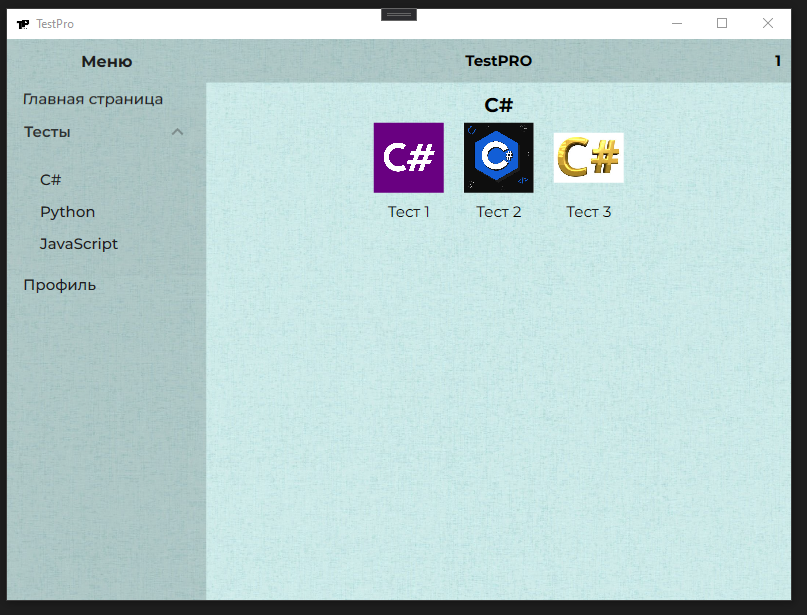 TestPro
Меню
TestPRO
1
Главная страница
Тесты
C#
Python
JavaScript
Профиль
C#
C#
C#
C#
Тест 1
Тест 2
Тест 3